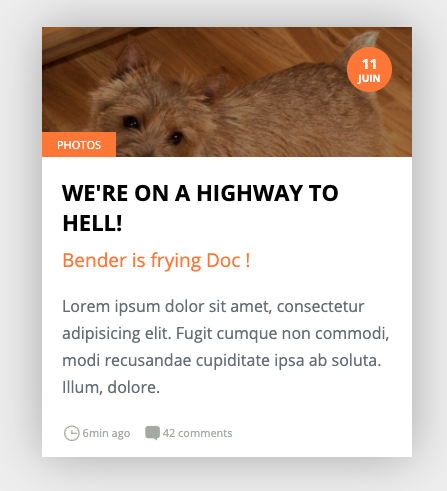 11
JUIN
PHOTOS
WE'RE ON A HIGHWAY TO
HELL!
Bender is frying Doc !
Lorem ipsum dolor sit amet, consectetur
adipisicing elit. Fugit cumque non commodi,
modi recusandae cupiditate ipsa ab soluta.
Illum, dolore.
6min ago 42 comments